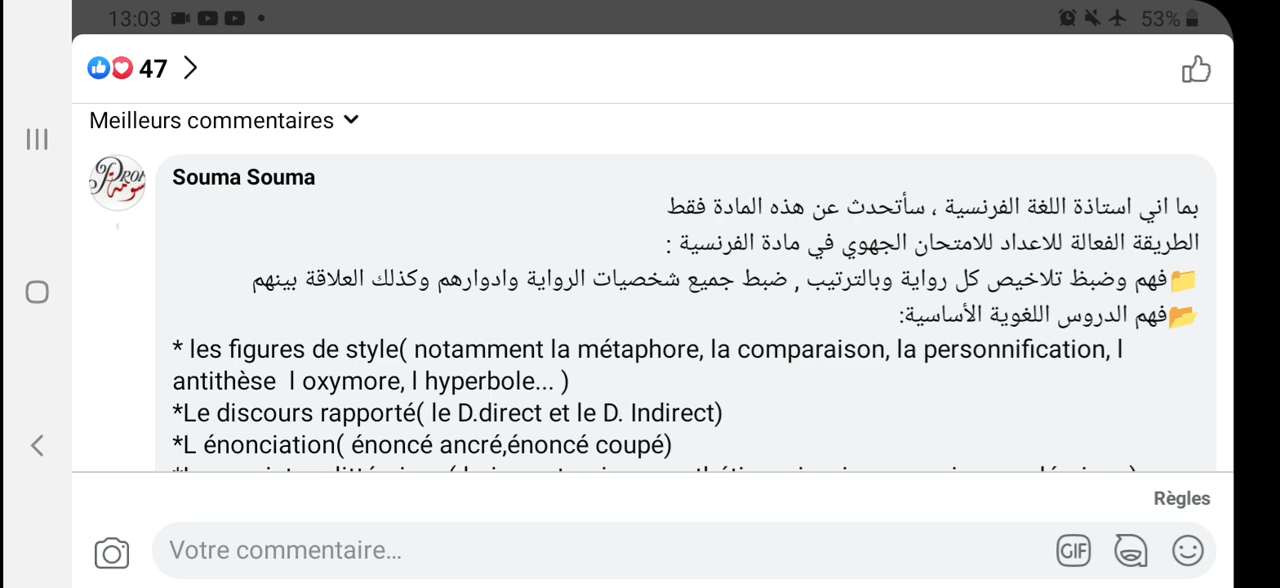 13:03
53%
47
Meilleurs commentaires
Souma Souma
بما اني استاذة اللغة الفرنسية ، سأتحدث عن هذه المادة فقط
الطريقة الفعالة للاعداد للامتحان الجهوي في مادة الفرنسية :
📁فهم وضبظ تلاخيص كل رواية وبالترتيب , ضبط جميع شخصيات الرواية وادوارهم وكذلك العلاقة بينهم
📂فهم الدروس اللغوية الأساسية:
* les figures de style( notamment la métaphore, la comparaison, la personnification, l
antithèse  l oxymore, l hyperbole... )
*Le discours rapporté( le D.direct et le D. Indirect)
*L énonciation( énoncé ancré,énoncé coupé)
Règles
Votre commentaire...
GIF